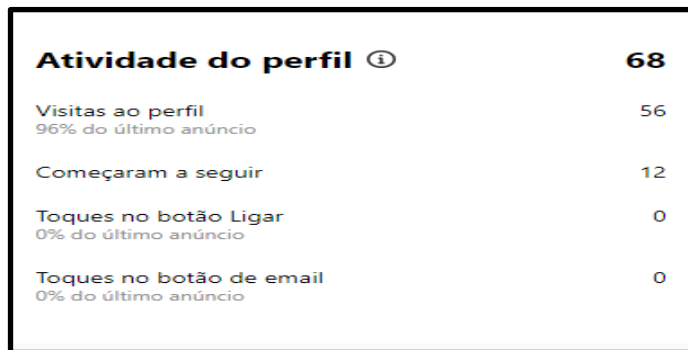 Atividade do perfil 68
Visitas ao perfil 56
96% do último anúncio
Começaram a seguir 12
Toques no botão Ligar 0
0% do último anúncio
Toques no botão de email 0
0% do último anúncio